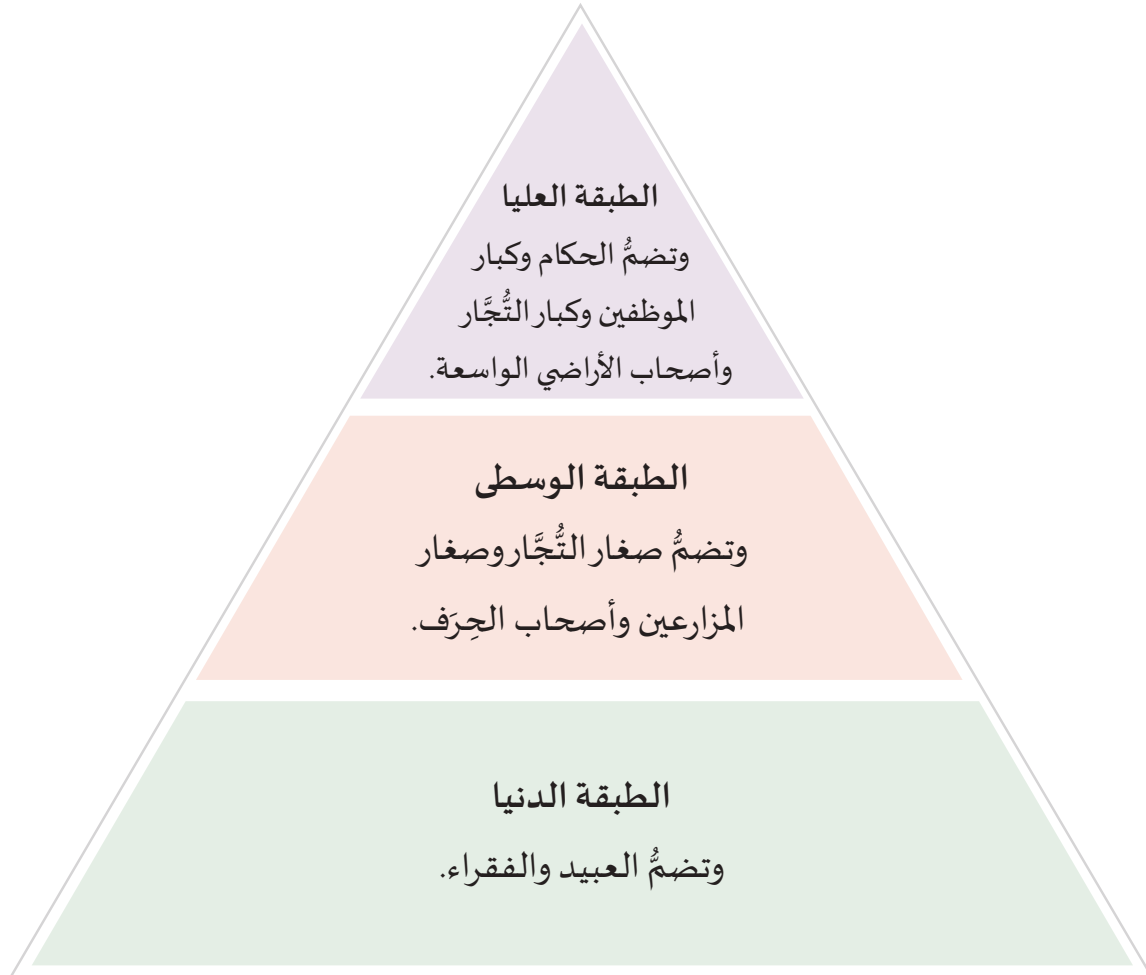 الطبقة العليا
وتضمُّ الحكام وكبار
الموظفين وكبار التُّجَّار
وأصحاب الأراضي الواسعة.
الطبقة الوسطى
وتضمُّ صغار التُّجَّار وصغار
المزارعين وأصحاب الحِرَف.
الطبقة الدنيا
وتضمُّ العبيد والفقراء.